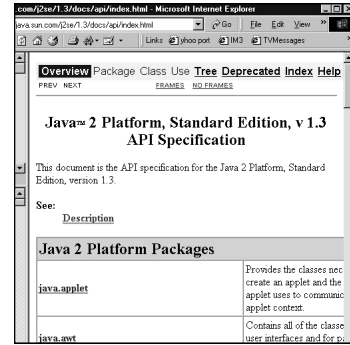 .com/j2se/1.3/docs/api/index.html - Microsoft Internet Explorer
java.sun.com/j2se/1.3/docs/api/index.html Go File Edit View »
Links yhoo port IM3 TVMessages »
Overview Package Class Use Tree Deprecated Index Help
PREV NEXT FRAMES NO FRAMES
Java™ 2 Platform, Standard Edition, v 1.3
API Specification
This document is the API specification for the Java 2 Platform, Standard
Edition, version 1.3.
See:
Description
Java 2 Platform Packages
java.applet
Provides the classes nec
create an applet and the
applet uses to communic
applet context.
java.awt
Contains all of the classe
user interfaces and for pa